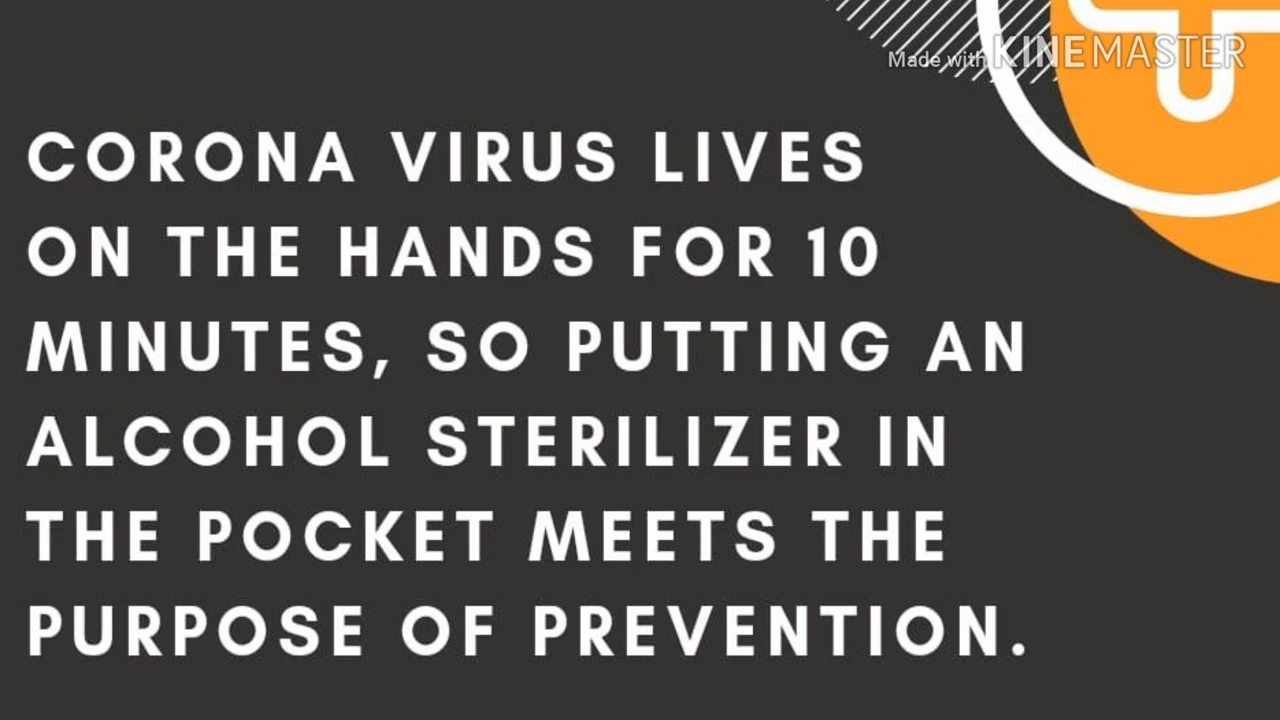 Made with KINEMASTER
CORONA VIRUS LIVES
ON THE HANDS FOR 10
MINUTES, SO PUTTING AN
ALCOHOL STERILIZER IN
THE POCKET MEETS THE
PURPOSE OF PREVENTION.